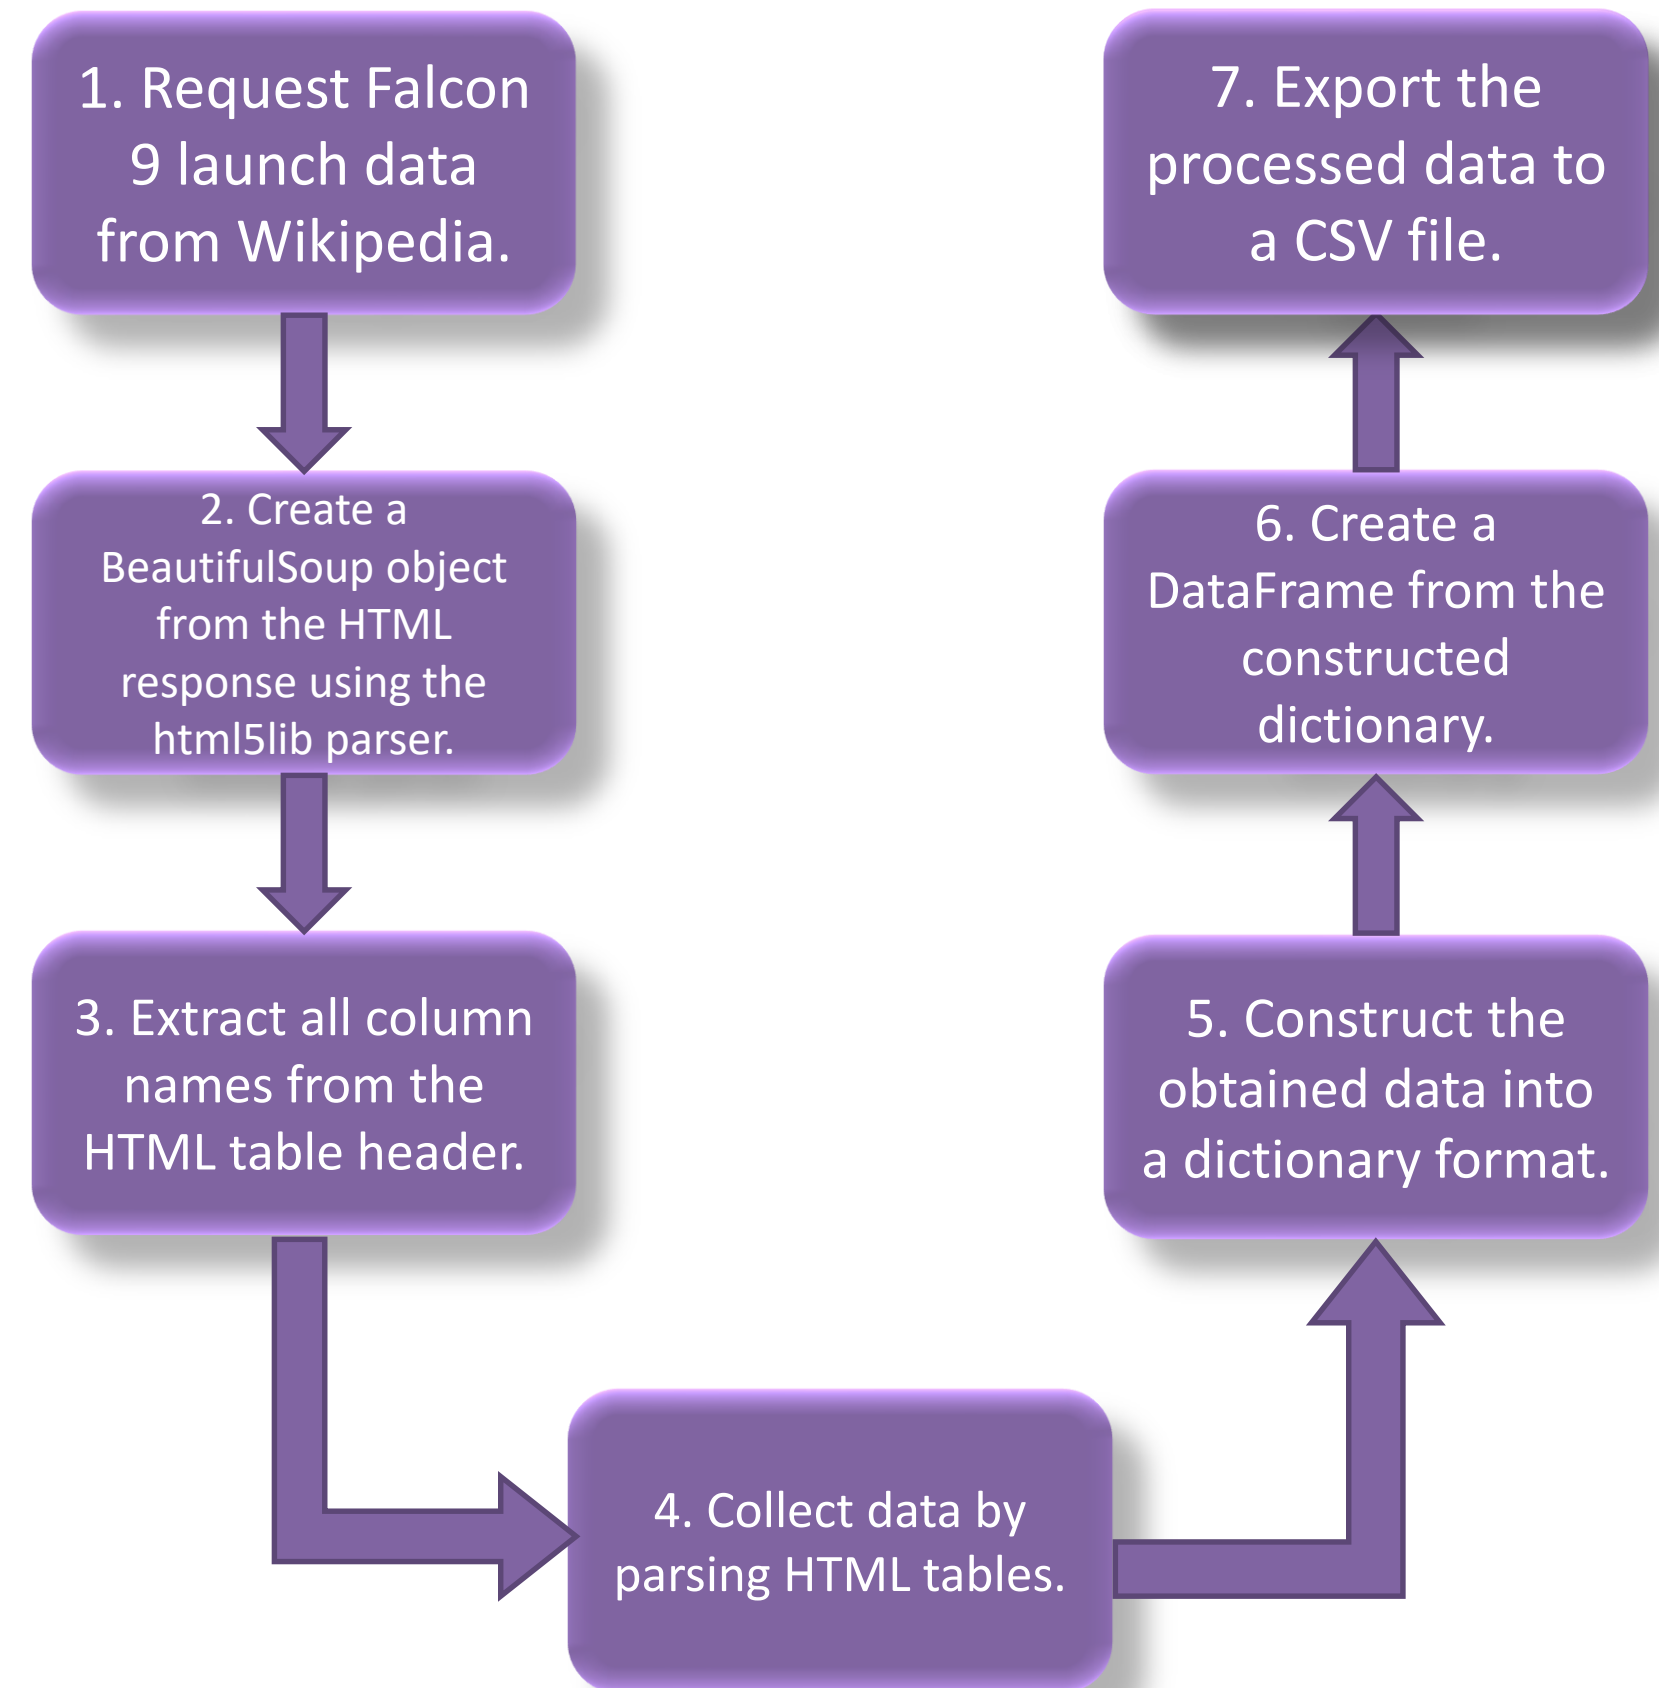 1. Request Falcon
9 launch data
from Wikipedia.
2. Create a
BeautifulSoup object
from the HTML
response using the
html5lib parser.
3. Extract all column
names from the
HTML table header.
4. Collect data by
parsing HTML tables.
5. Construct the
obtained data into
a dictionary format.
6. Create a
DataFrame from the
constructed
dictionary.
7. Export the
processed data to
a CSV file.